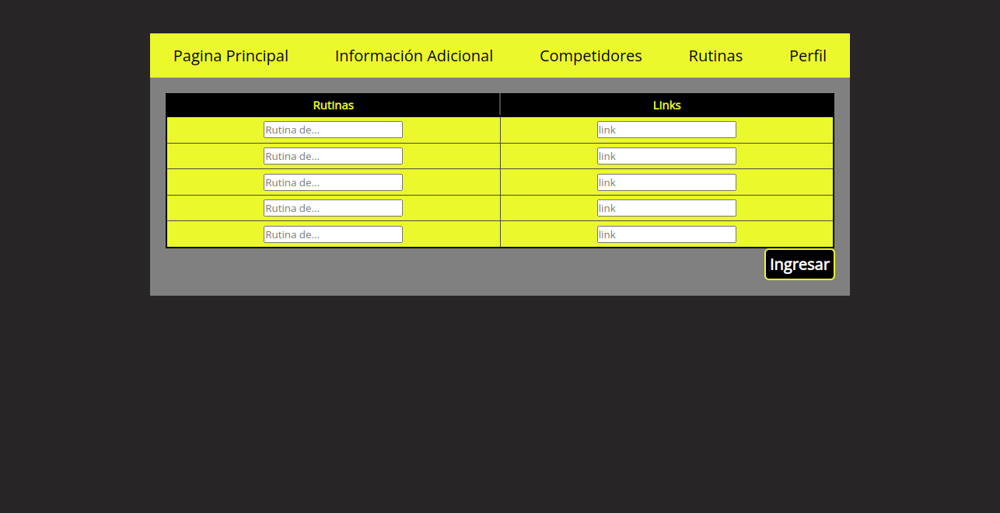 Pagina Principal Información Adicional Competidores Rutinas Perfil
Rutinas Links
Rutina de... link
Rutina de... link
Rutina de... link
Rutina de... link
Rutina de... link
Ingresar